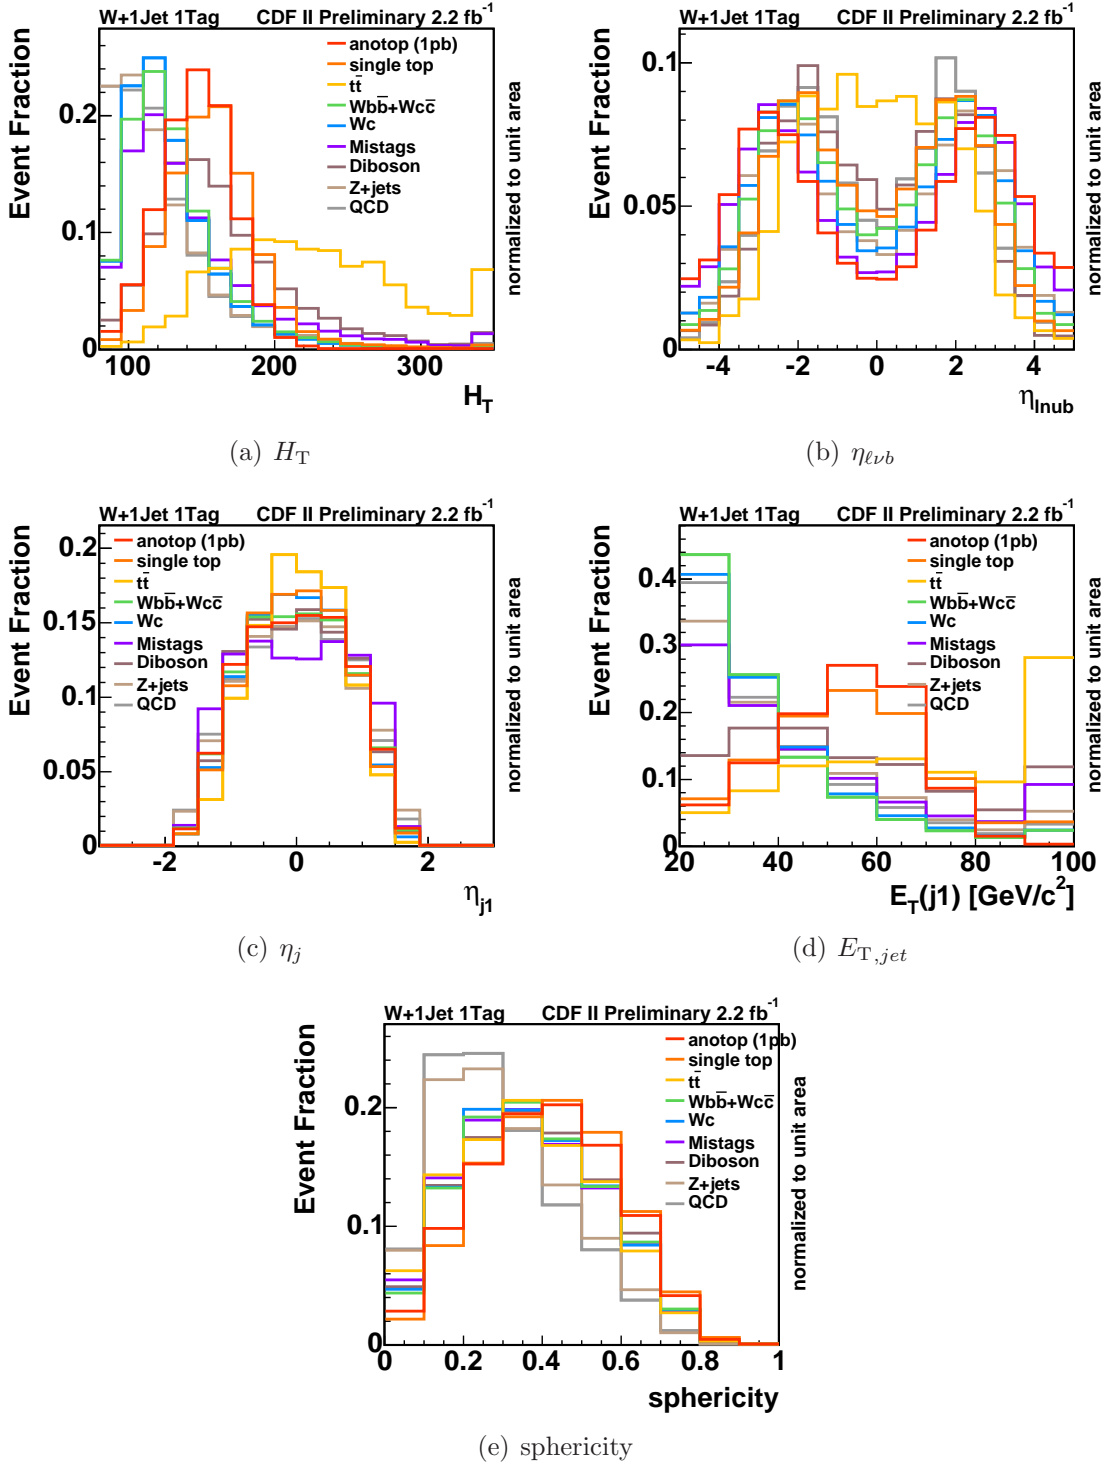 W+1Jet 1Tag CDF II Preliminary 2.2 fb⁻¹
Event Fraction
0.2
0.1
0
anotop (1pb)
single top
tt̄
Wbb̄+Wcc̄
Wc
Mistags
Diboson
Z+jets
QCD
normalized to unit area
100 200 300
H_T
(a) H_T
W+1Jet 1Tag CDF II Preliminary 2.2 fb⁻¹
Event Fraction
0.1
0.05
0
normalized to unit area
-4 -2 0 2 4
η_lnub
(b) η_ℓνb
W+1Jet 1Tag CDF II Preliminary 2.2 fb⁻¹
Event Fraction
0.2
0.15
0.1
0.05
0
anotop (1pb)
single top
tt̄
Wbb̄+Wcc̄
Wc
Mistags
Diboson
Z+jets
QCD
normalized to unit area
-2 0 2
η_j1
(c) η_j
W+1Jet 1Tag CDF II Preliminary 2.2 fb⁻¹
Event Fraction
0.4
0.3
0.2
0.1
0
anotop (1pb)
single top
tt̄
Wbb̄+Wcc̄
Wc
Mistags
Diboson
Z+jets
QCD
normalized to unit area
20 40 60 80 100
E_T(j1) [GeV/c²]
(d) E_T,jet
W+1Jet 1Tag CDF II Preliminary 2.2 fb⁻¹
Event Fraction
0.2
0.1
0
anotop (1pb)
single top
tt̄
Wbb̄+Wcc̄
Wc
Mistags
Diboson
Z+jets
QCD
normalized to unit area
0 0.2 0.4 0.6 0.8 1
sphericity
(e) sphericity